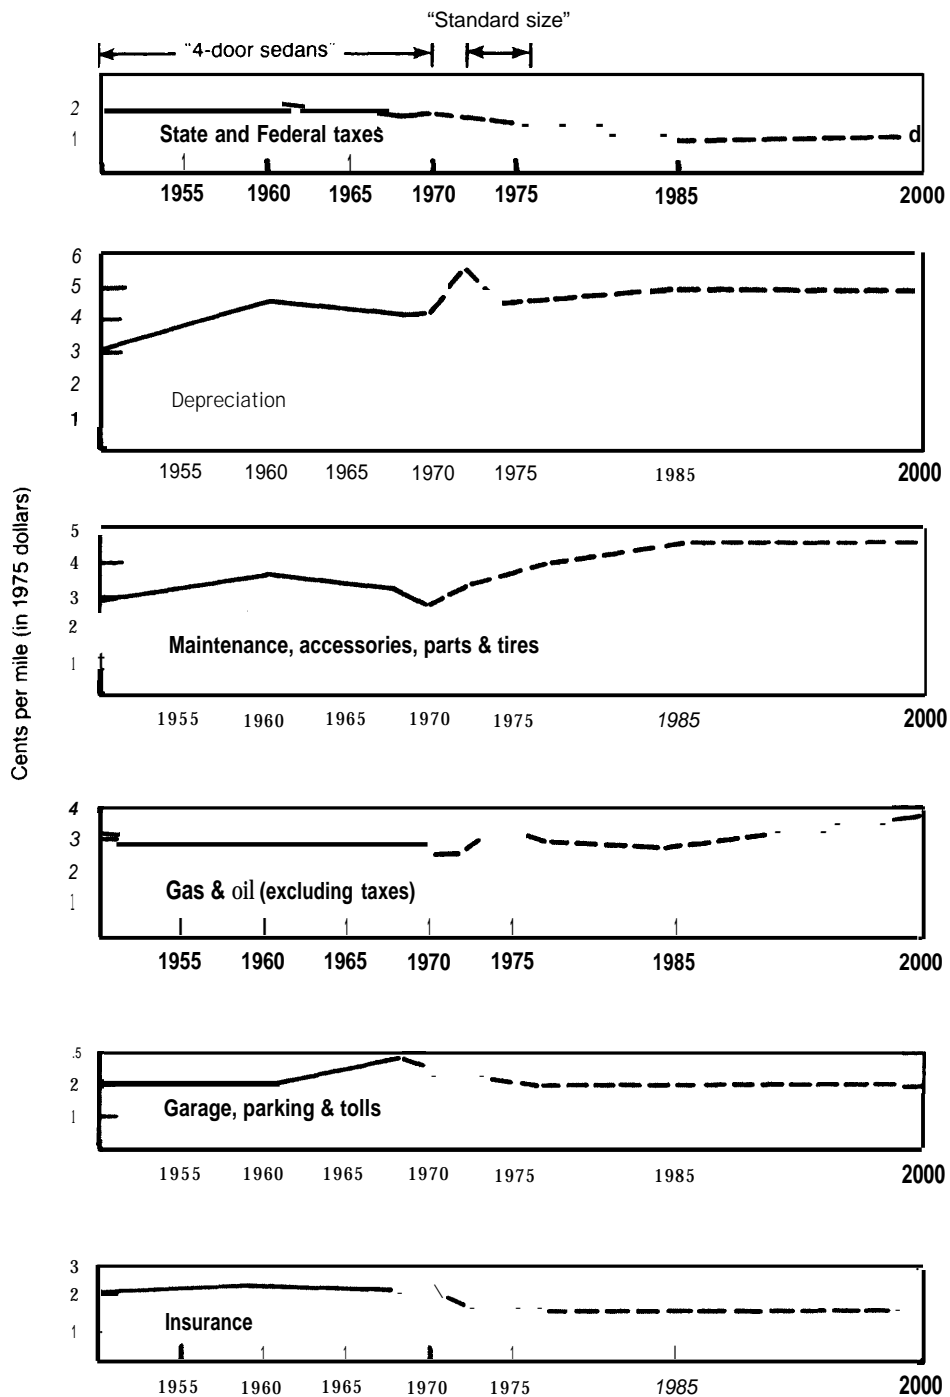 “Standard size”
“4-door sedans”
2
1
State and Federal taxes
d
1955 1960 1965 1970 1975 1985 2000
6
5
4
3
2
1
Depreciation
1955 1960 1965 1970 1975 1985 2000
Cents per mile (in 1975 dollars)
5
4
3
2
1
Maintenance, accessories, parts & tires
1955 1960 1965 1970 1975 1985 2000
4
3
2
1
Gas & oil (excluding taxes)
1955 1960 1965 1970 1975 1985 2000
.5
2
1
Garage, parking & tolls
1955 1960 1965 1970 1975 1985 2000
3
2
1
Insurance
1955 1960 1965 1970 1975 1985 2000